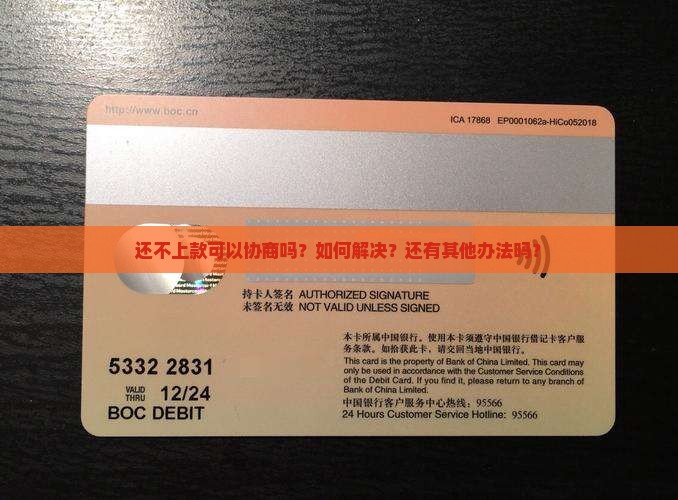 http://www.boc.cn
ICA 17868 EP0001062a-HiCo052018
还不上款可以协商吗？如何解决？还有其他办法吗？
持卡人签名 AUTHORIZED SIGNATURE
未签名无效 NOT VALID UNLESS SIGNED
本卡所属中国银行。使用本卡须遵守中国银行借记卡客户服
务条款。如拾获此卡，请交回当地中国银行。
This card is the property of Bank of China Limited. This card may
only be used in accordance with the Customer Service Conditions
of the Debit Card. If you find it, please return to any branch of
Bank of China Limited.
中国银行客户服务中心热线：95566
24 Hours Customer Service Hotline: 95566
5332 2831
VALID
THRU 12/24
BOC DEBIT